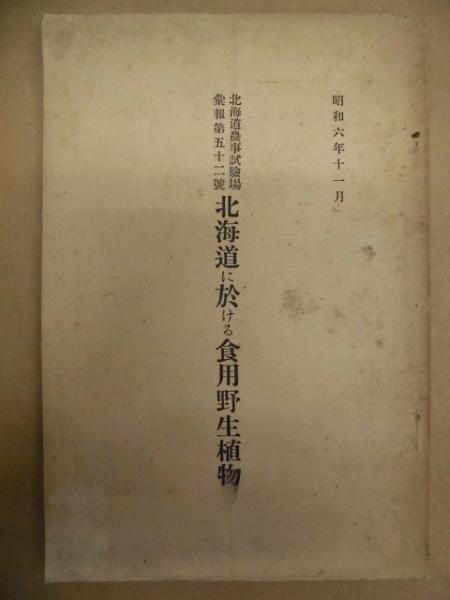 昭和六年十一月
北海道農事試驗場
彙報第五十二號
北海道に於ける食用野生植物